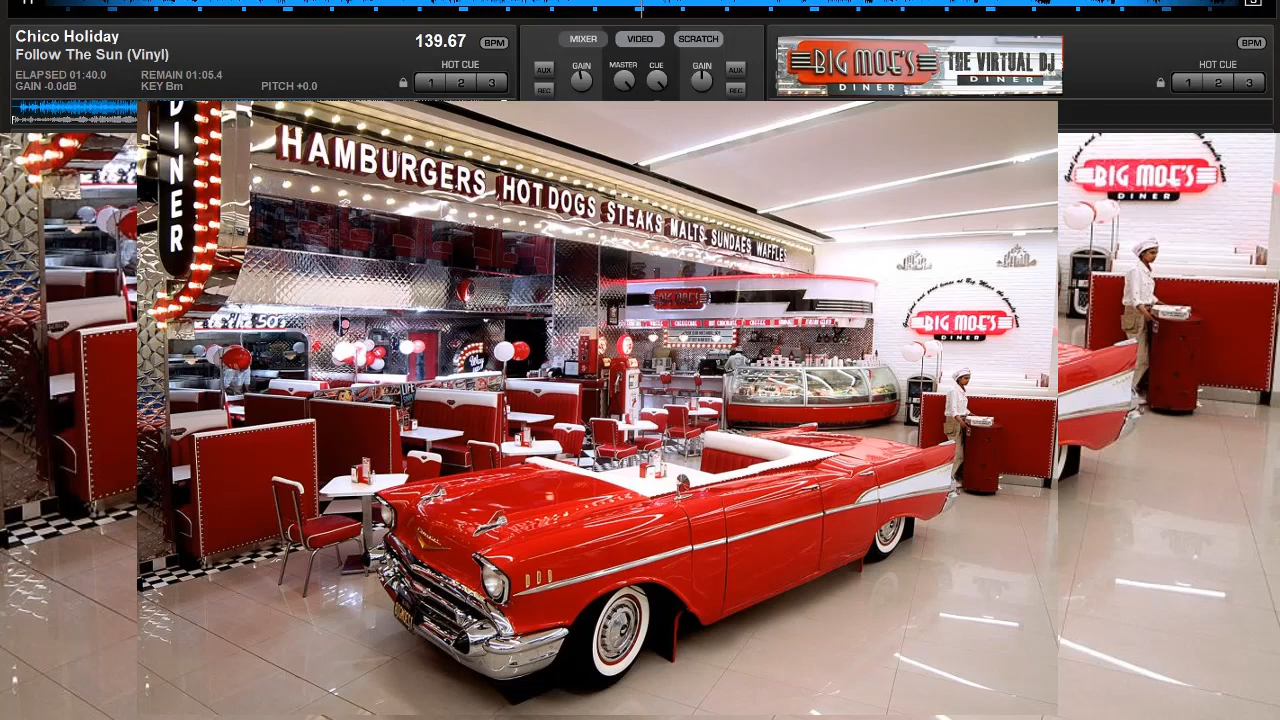 Chico Holiday
Follow The Sun (Vinyl)
139.67 BPM
ELAPSED 01:40.0
REMAIN 01:05.4
GAIN -0.0dB
KEY Bm
PITCH +0.0
HOT CUE
1 2 3
MIXER
VIDEO
SCRATCH
AUX
REC
GAIN
MASTER
CUE
GAIN
AUX
REC
BIG MOE'S
DINER
THE VIRTUAL DJ
DINER
BPM
HOT CUE
1 2 3
DINER
HAMBURGERS HOT DOGS STEAKS MALTS SUNDAES WAFFLES
BIG MOE'S
BIG MOE'S
DINER
BIG MOE'S
DINER
50's